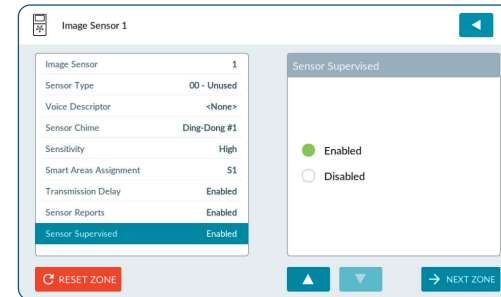 Image Sensor 1
Image Sensor 1
Sensor Type 00 - Unused
Voice Descriptor <None>
Sensor Chime Ding-Dong #1
Sensitivity High
Smart Areas Assignment S1
Transmission Delay Enabled
Sensor Reports Enabled
Sensor Supervised Enabled
Sensor Supervised
Enabled
Disabled
RESET ZONE
NEXT ZONE